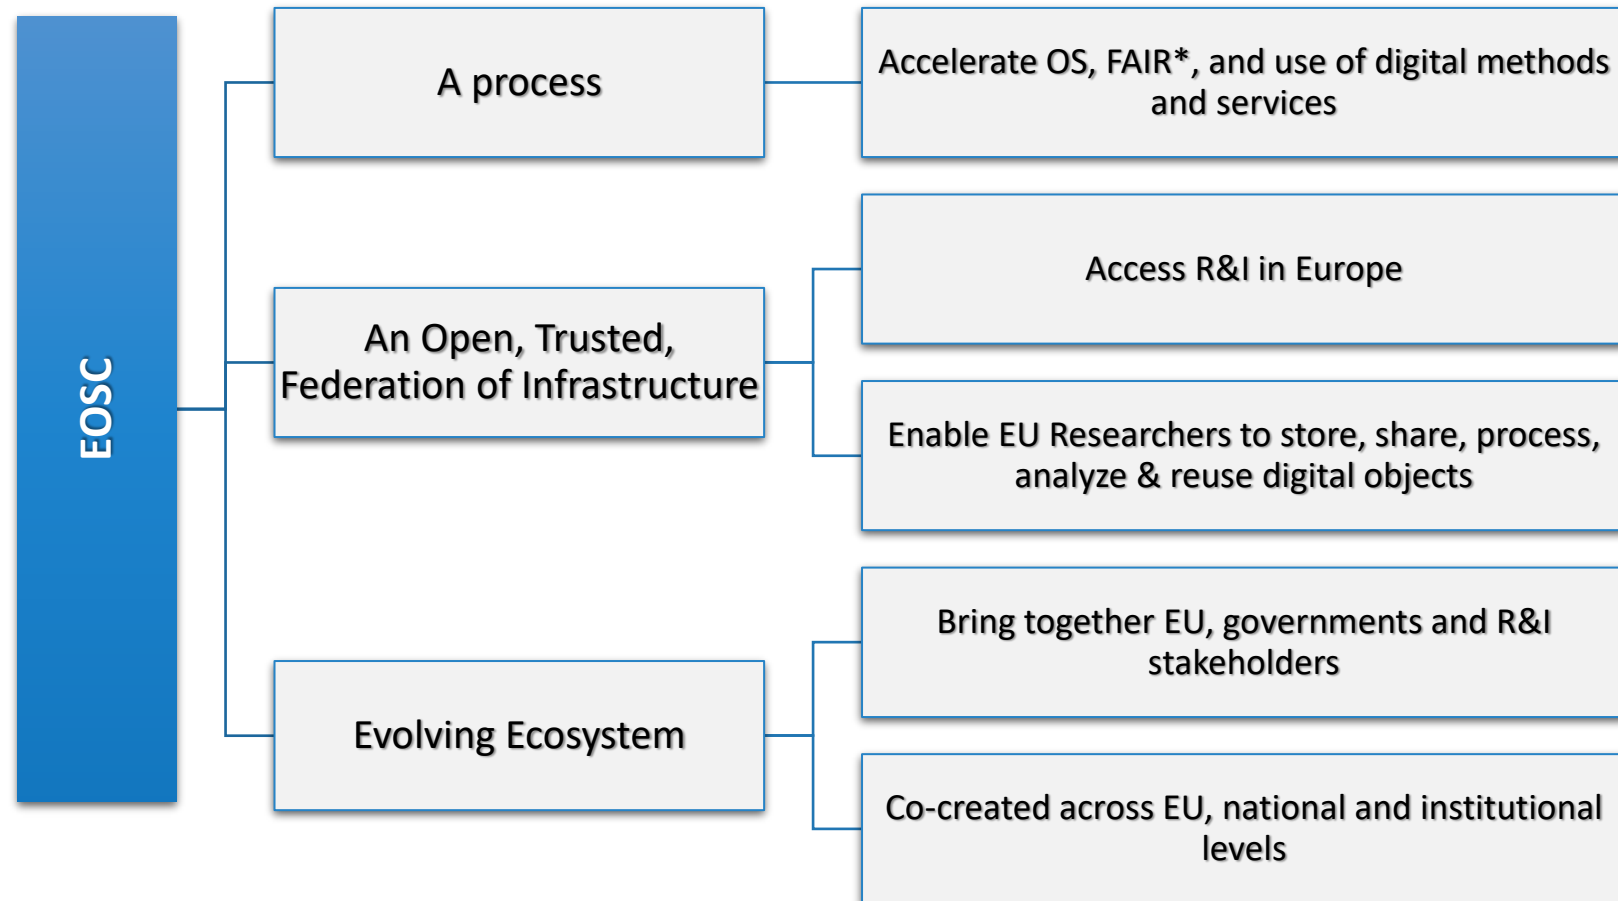 EOSC
A process
Accelerate OS, FAIR*, and use of digital methods
and services
An Open, Trusted,
Federation of Infrastructure
Access R&I in Europe
Enable EU Researchers to store, share, process,
analyze & reuse digital objects
Evolving Ecosystem
Bring together EU, governments and R&I
stakeholders
Co-created across EU, national and institutional
levels